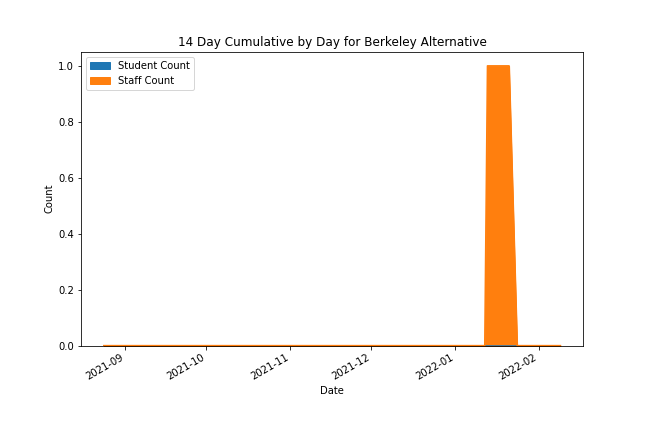 14 Day Cumulative by Day for Berkeley Alternative
Student Count
Staff Count
1.0
0.8
0.6
0.4
0.2
0.0
Count
2021-09
2021-10
2021-11
2021-12
2022-01
2022-02
Date